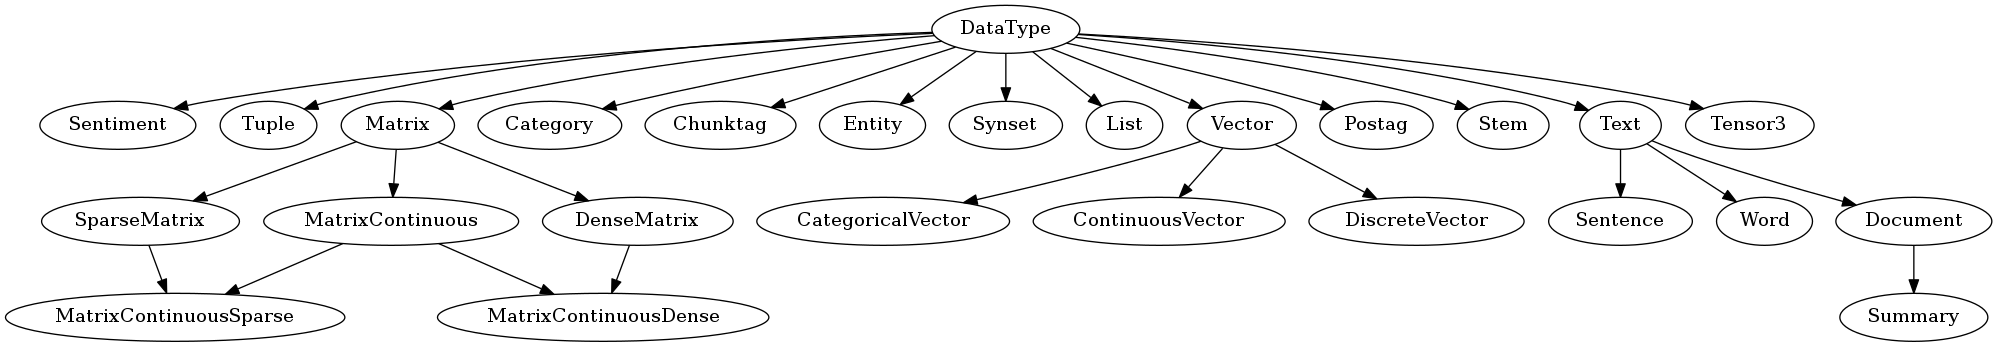 DataType
Sentiment
Tuple
Matrix
Category
Chunktag
Entity
Synset
List
Vector
Postag
Stem
Text
Tensor3
SparseMatrix
MatrixContinuous
DenseMatrix
CategoricalVector
ContinuousVector
DiscreteVector
Sentence
Word
Document
MatrixContinuousSparse
MatrixContinuousDense
Summary